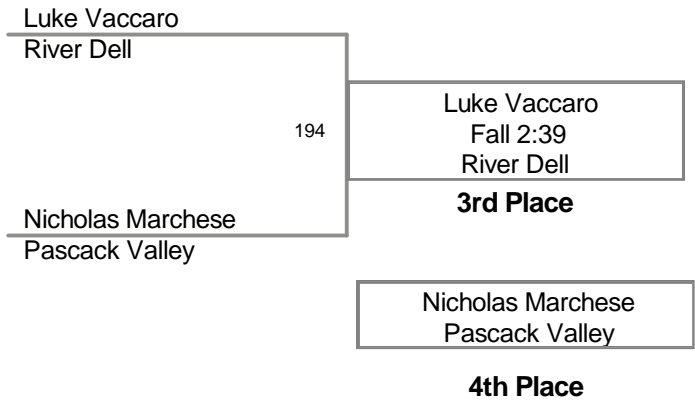 Luke Vaccaro
River Dell
194
Luke Vaccaro
Fall 2:39
River Dell
3rd Place
Nicholas Marchese
Pascack Valley
Nicholas Marchese
Pascack Valley
4th Place